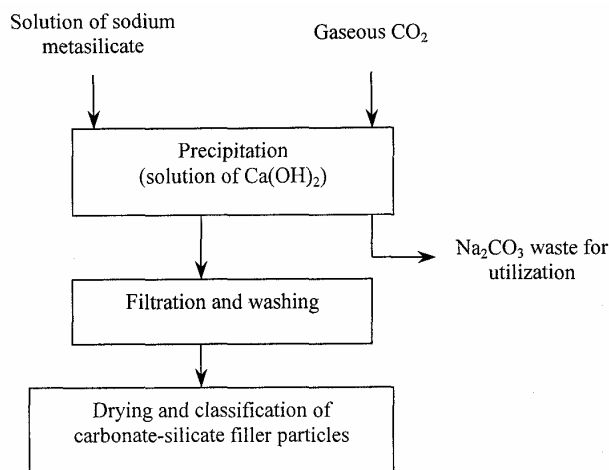 Solution of sodium
metasilicate
Gaseous CO₂
Precipitation
(solution of Ca(OH)₂)
Na₂CO₃ waste for
utilization
Filtration and washing
Drying and classification of
carbonate-silicate filler particles